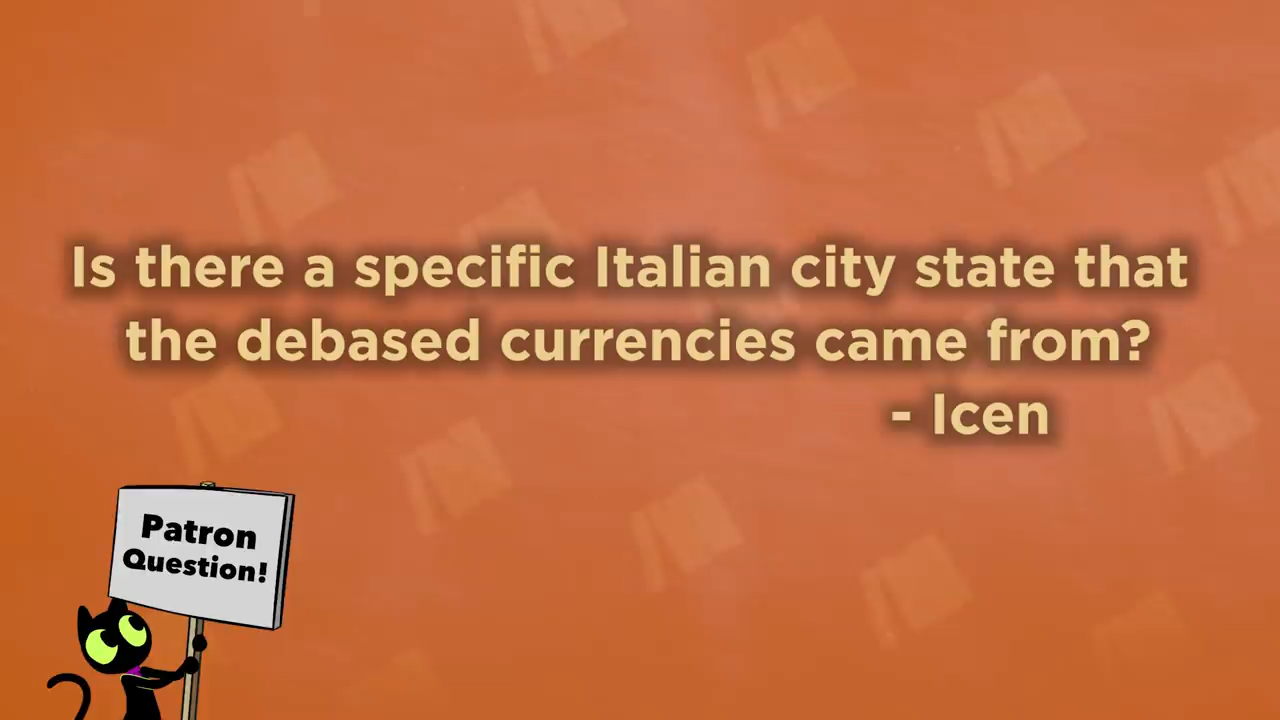 Is there a specific Italian city state that
the debased currencies came from?
- Icen
Patron
Question!